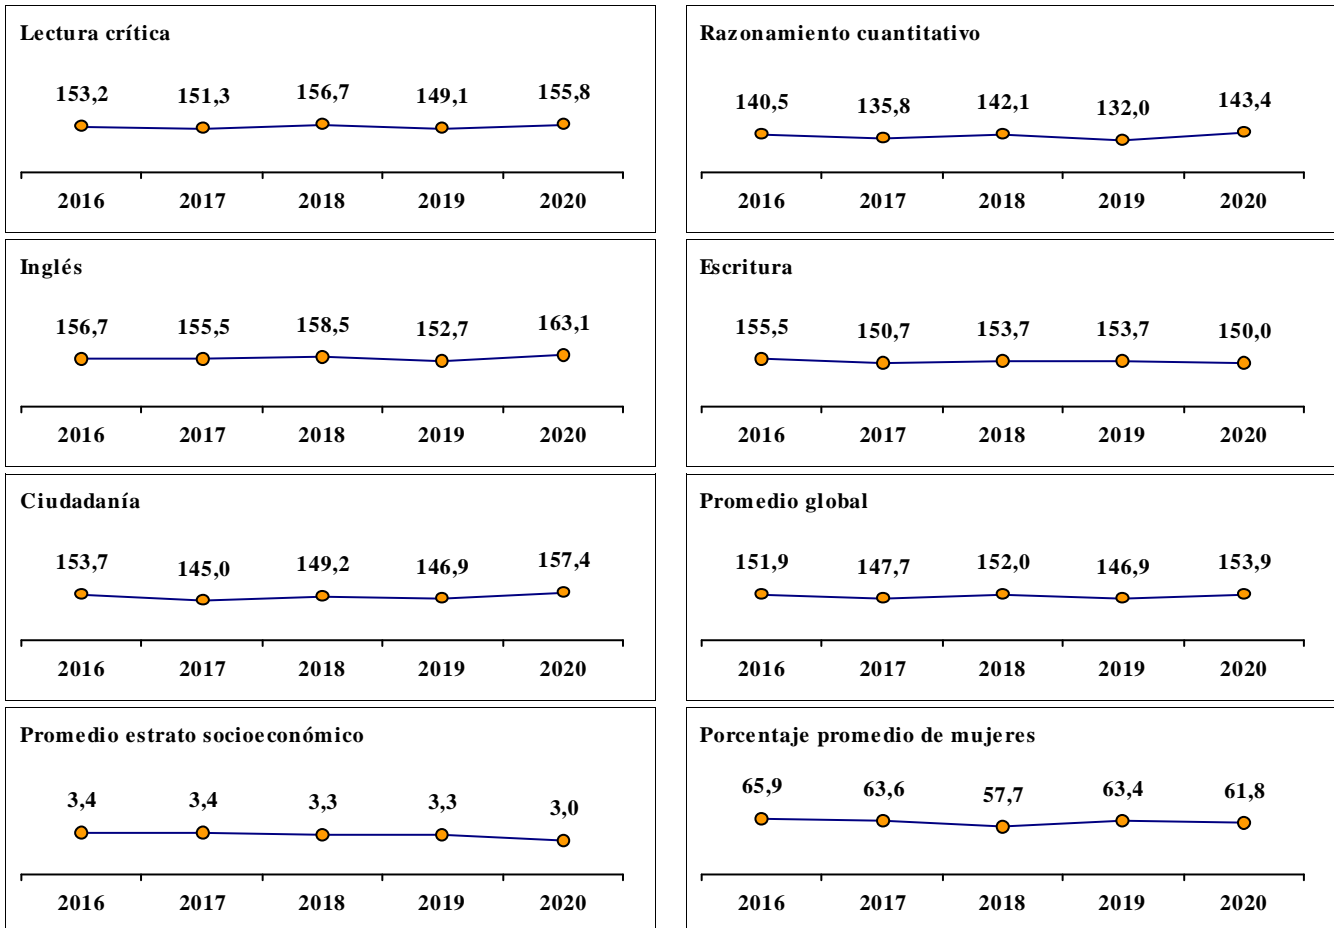 Lectura crítica
153,2 151,3 156,7 149,1 155,8
2016 2017 2018 2019 2020
Razonamiento cuantitativo
140,5 135,8 142,1 132,0 143,4
2016 2017 2018 2019 2020
Inglés
156,7 155,5 158,5 152,7 163,1
2016 2017 2018 2019 2020
Escritura
155,5 150,7 153,7 153,7 150,0
2016 2017 2018 2019 2020
Ciudadanía
153,7 145,0 149,2 146,9 157,4
2016 2017 2018 2019 2020
Promedio global
151,9 147,7 152,0 146,9 153,9
2016 2017 2018 2019 2020
Promedio estrato socioeconómico
3,4 3,4 3,3 3,3 3,0
2016 2017 2018 2019 2020
Porcentaje promedio de mujeres
65,9 63,6 57,7 63,4 61,8
2016 2017 2018 2019 2020